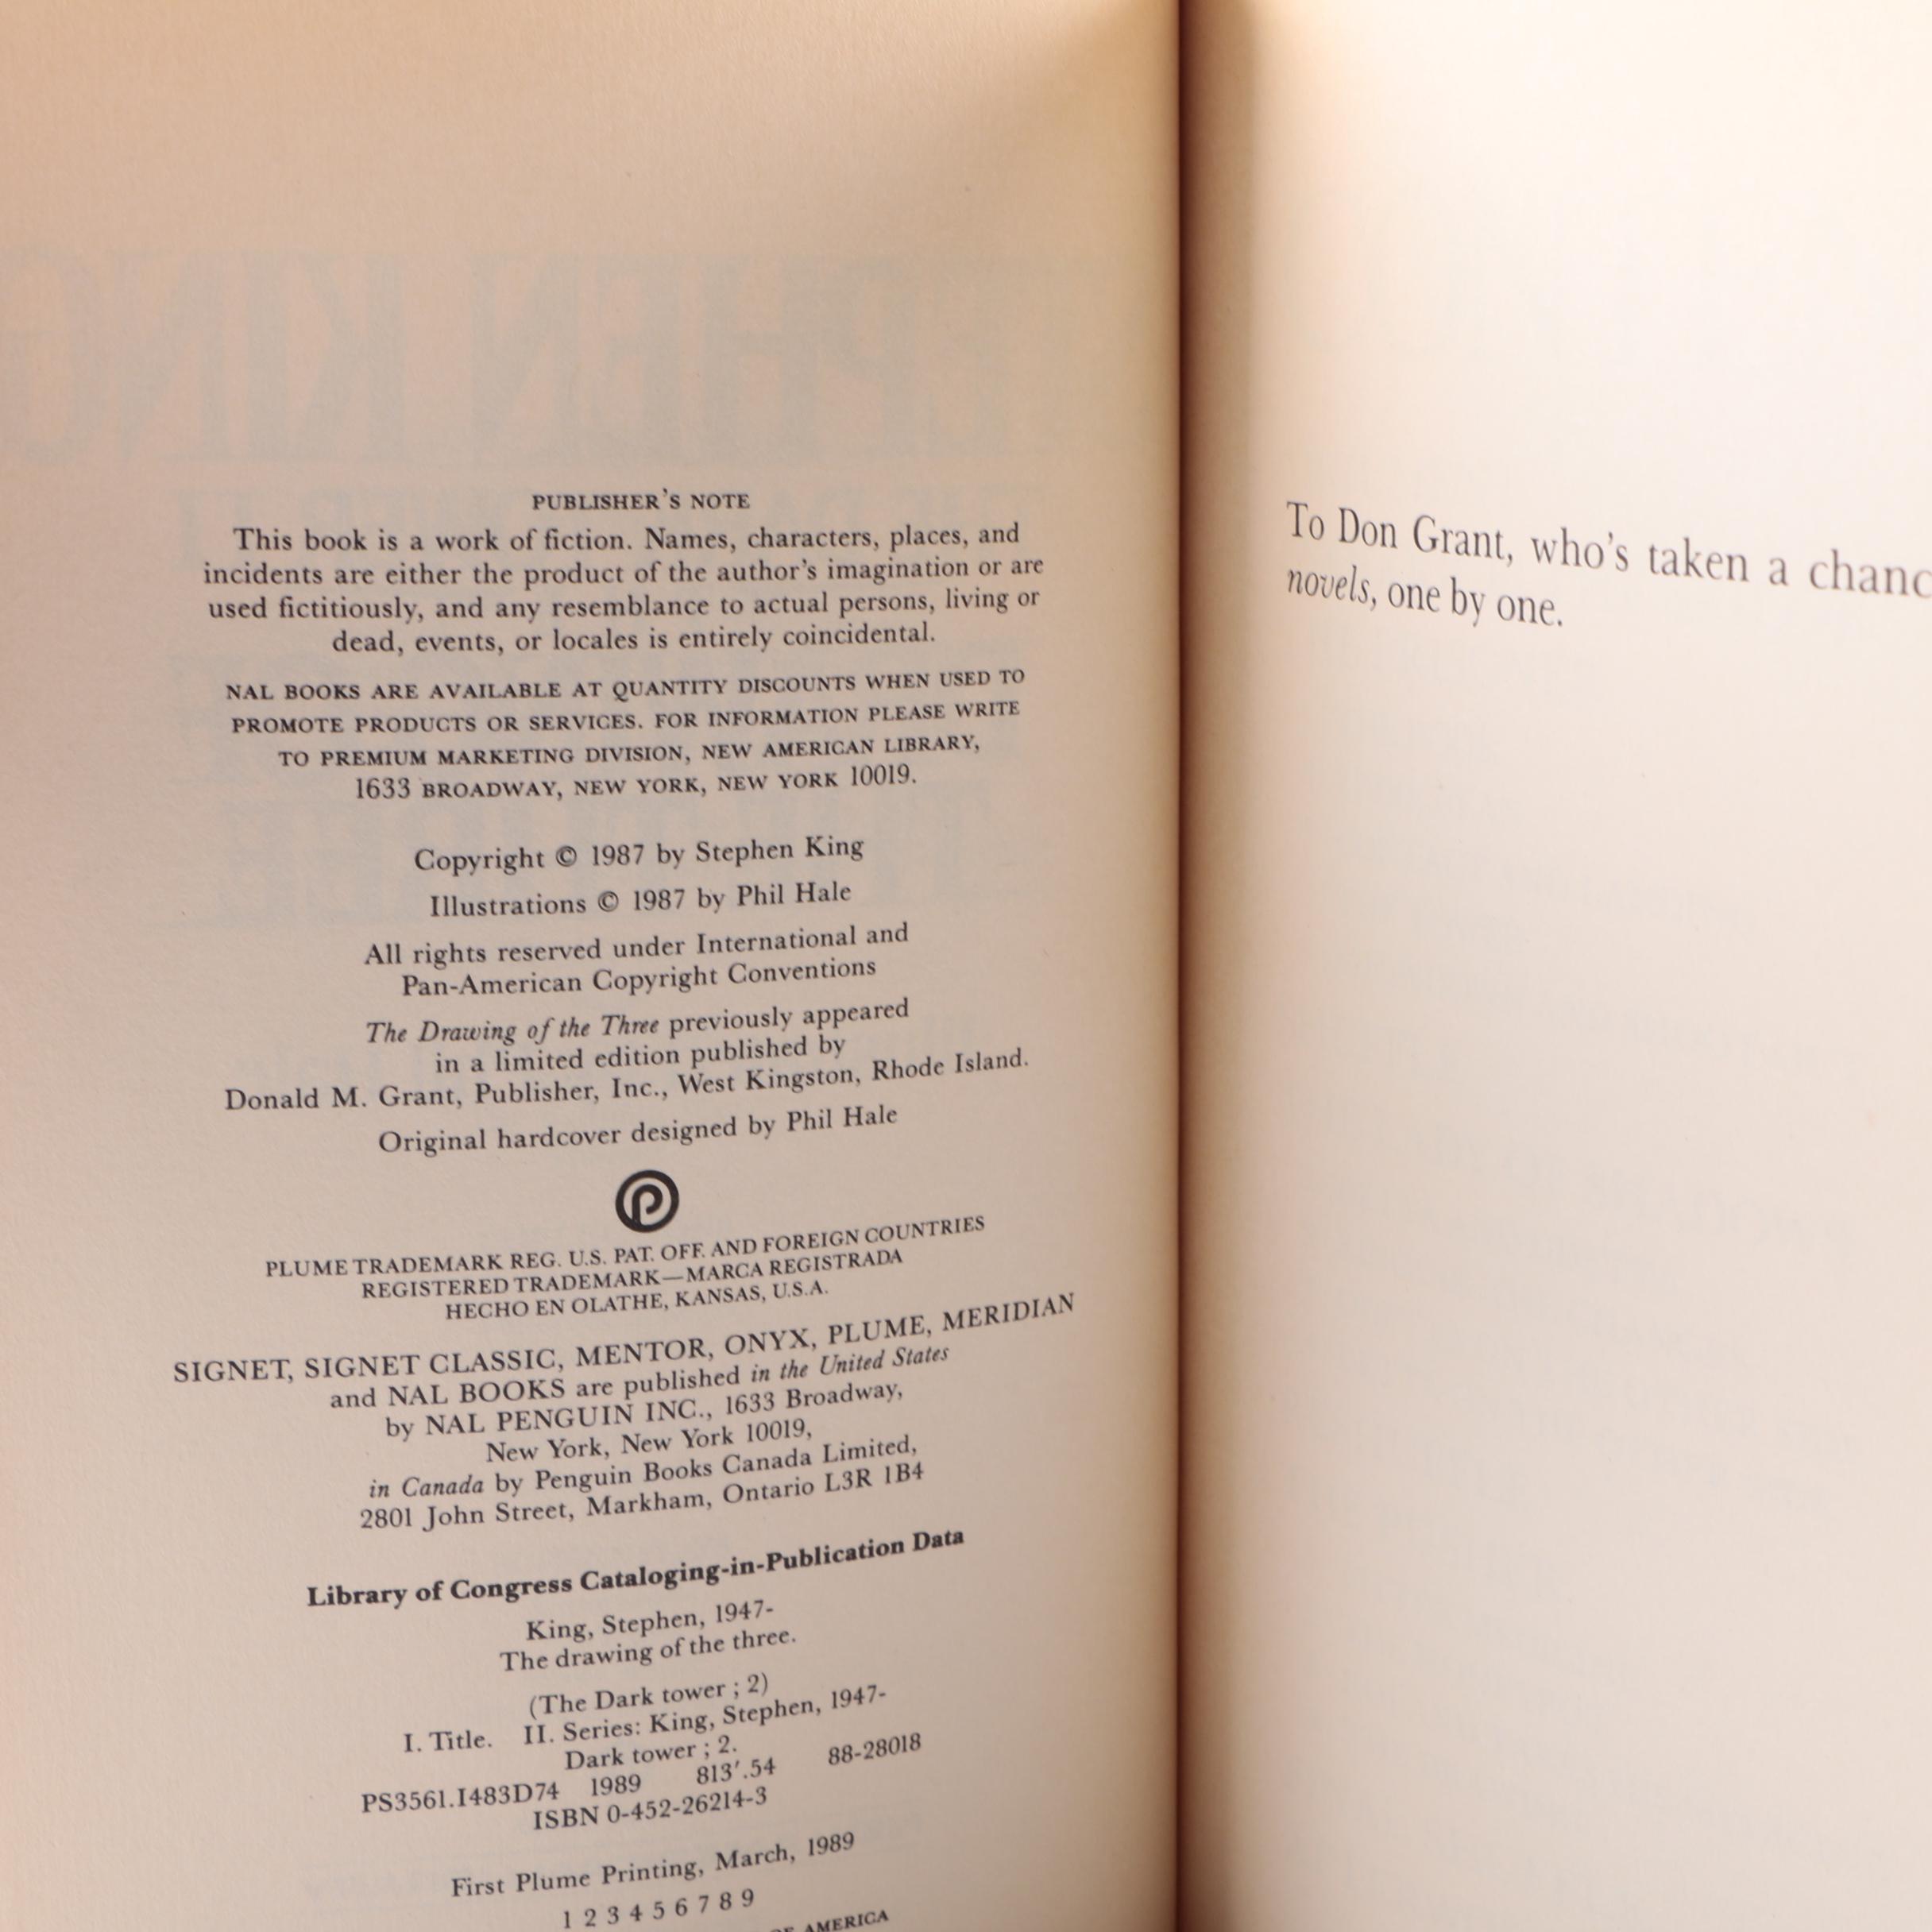 PUBLISHER'S NOTE
This book is a work of fiction. Names, characters, places, and
incidents are either the product of the author's imagination or are
used fictitiously, and any resemblance to actual persons, living or
dead, events, or locales is entirely coincidental.
NAL BOOKS ARE AVAILABLE AT QUANTITY DISCOUNTS WHEN USED TO
PROMOTE PRODUCTS OR SERVICES. FOR INFORMATION PLEASE WRITE
TO PREMIUM MARKETING DIVISION, NEW AMERICAN LIBRARY,
1633 BROADWAY, NEW YORK, NEW YORK 10019.
Copyright © 1987 by Stephen King
Illustrations © 1987 by Phil Hale
All rights reserved under International and
Pan-American Copyright Conventions
The Drawing of the Three previously appeared
in a limited edition published by
Donald M. Grant, Publisher, Inc., West Kingston, Rhode Island.
Original hardcover designed by Phil Hale
PLUME TRADEMARK REG. U.S. PAT. OFF. AND FOREIGN COUNTRIES
REGISTERED TRADEMARK—MARCA REGISTRADA
HECHO EN OLATHE, KANSAS, U.S.A.
SIGNET, SIGNET CLASSIC, MENTOR, ONYX, PLUME, MERIDIAN
and NAL BOOKS are published in the United States
by NAL PENGUIN INC., 1633 Broadway,
New York, New York 10019,
in Canada by Penguin Books Canada Limited,
2801 John Street, Markham, Ontario L3R 1B4
Library of Congress Cataloging-in-Publication Data
King, Stephen, 1947-
The drawing of the three.
(The Dark tower ; 2)
I. Title. II. Series: King, Stephen, 1947-
Dark tower ; 2.
PS3561.I483D74 1989 813'.54 88-28018
ISBN 0-452-26214-3
First Plume Printing, March, 1989
1 2 3 4 5 6 7 8 9
OF AMERICA
To Don Grant, who's taken a chanc
novels, one by one.